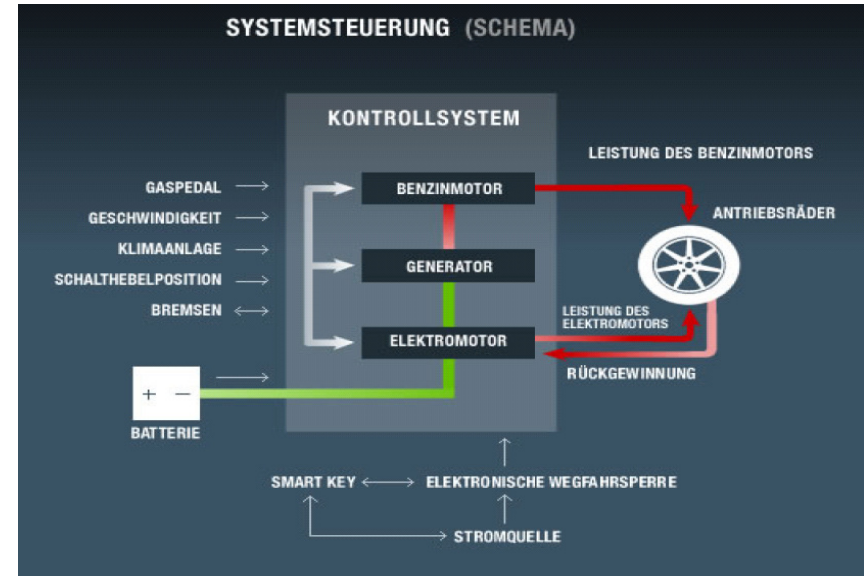 SYSTEMSTEUERUNG (SCHEMA)
KONTROLLSYSTEM
LEISTUNG DES BENZINMOTORS
GASPEDAL
BENZINMOTOR
ANTRIEBSRÄDER
GESCHWINDIGKEIT
KLIMAANLAGE
GENERATOR
SCHALTHEBELPOSITION
BREMSEN
LEISTUNG DES
ELEKTROMOTORS
ELEKTROMOTOR
RÜCKGEWINNUNG
+ −
BATTERIE
SMART KEY
ELEKTRONISCHE WEGFAHRSPERRE
STROMQUELLE